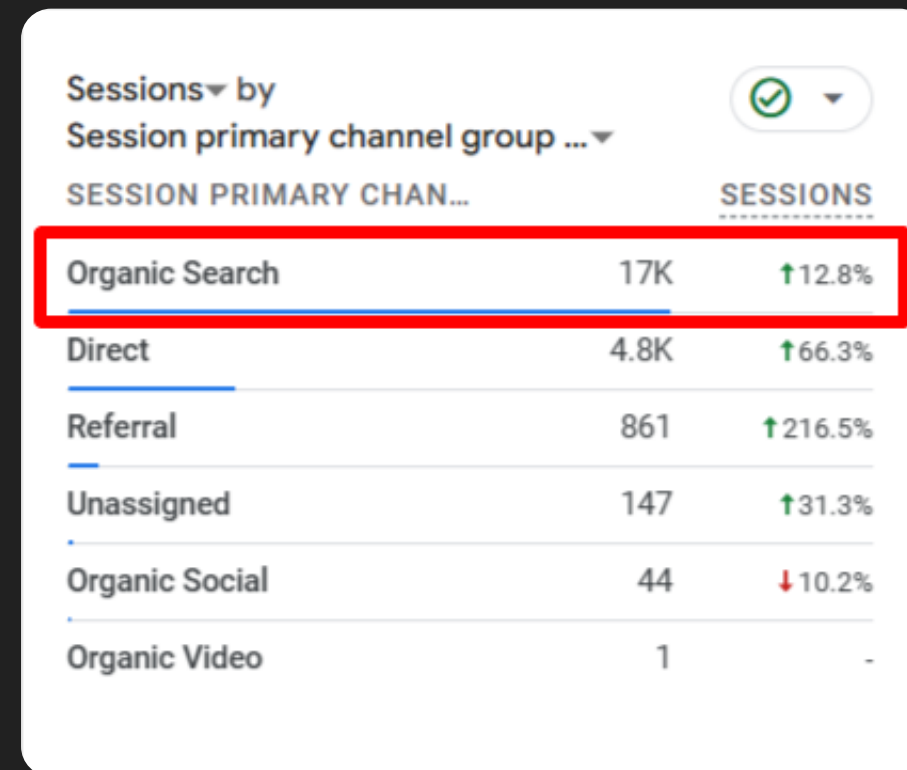 Sessions by
Session primary channel group ...
SESSION PRIMARY CHAN... SESSIONS
Organic Search 17K ↑12.8%
Direct 4.8K ↑66.3%
Referral 861 ↑216.5%
Unassigned 147 ↑31.3%
Organic Social 44 ↓10.2%
Organic Video 1 -